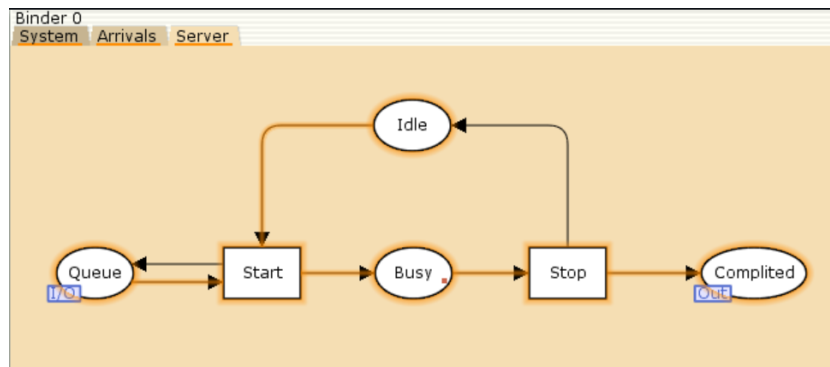 Binder 0
System Arrivals Server
Idle
Queue Start Busy Stop Complited
I/O Out